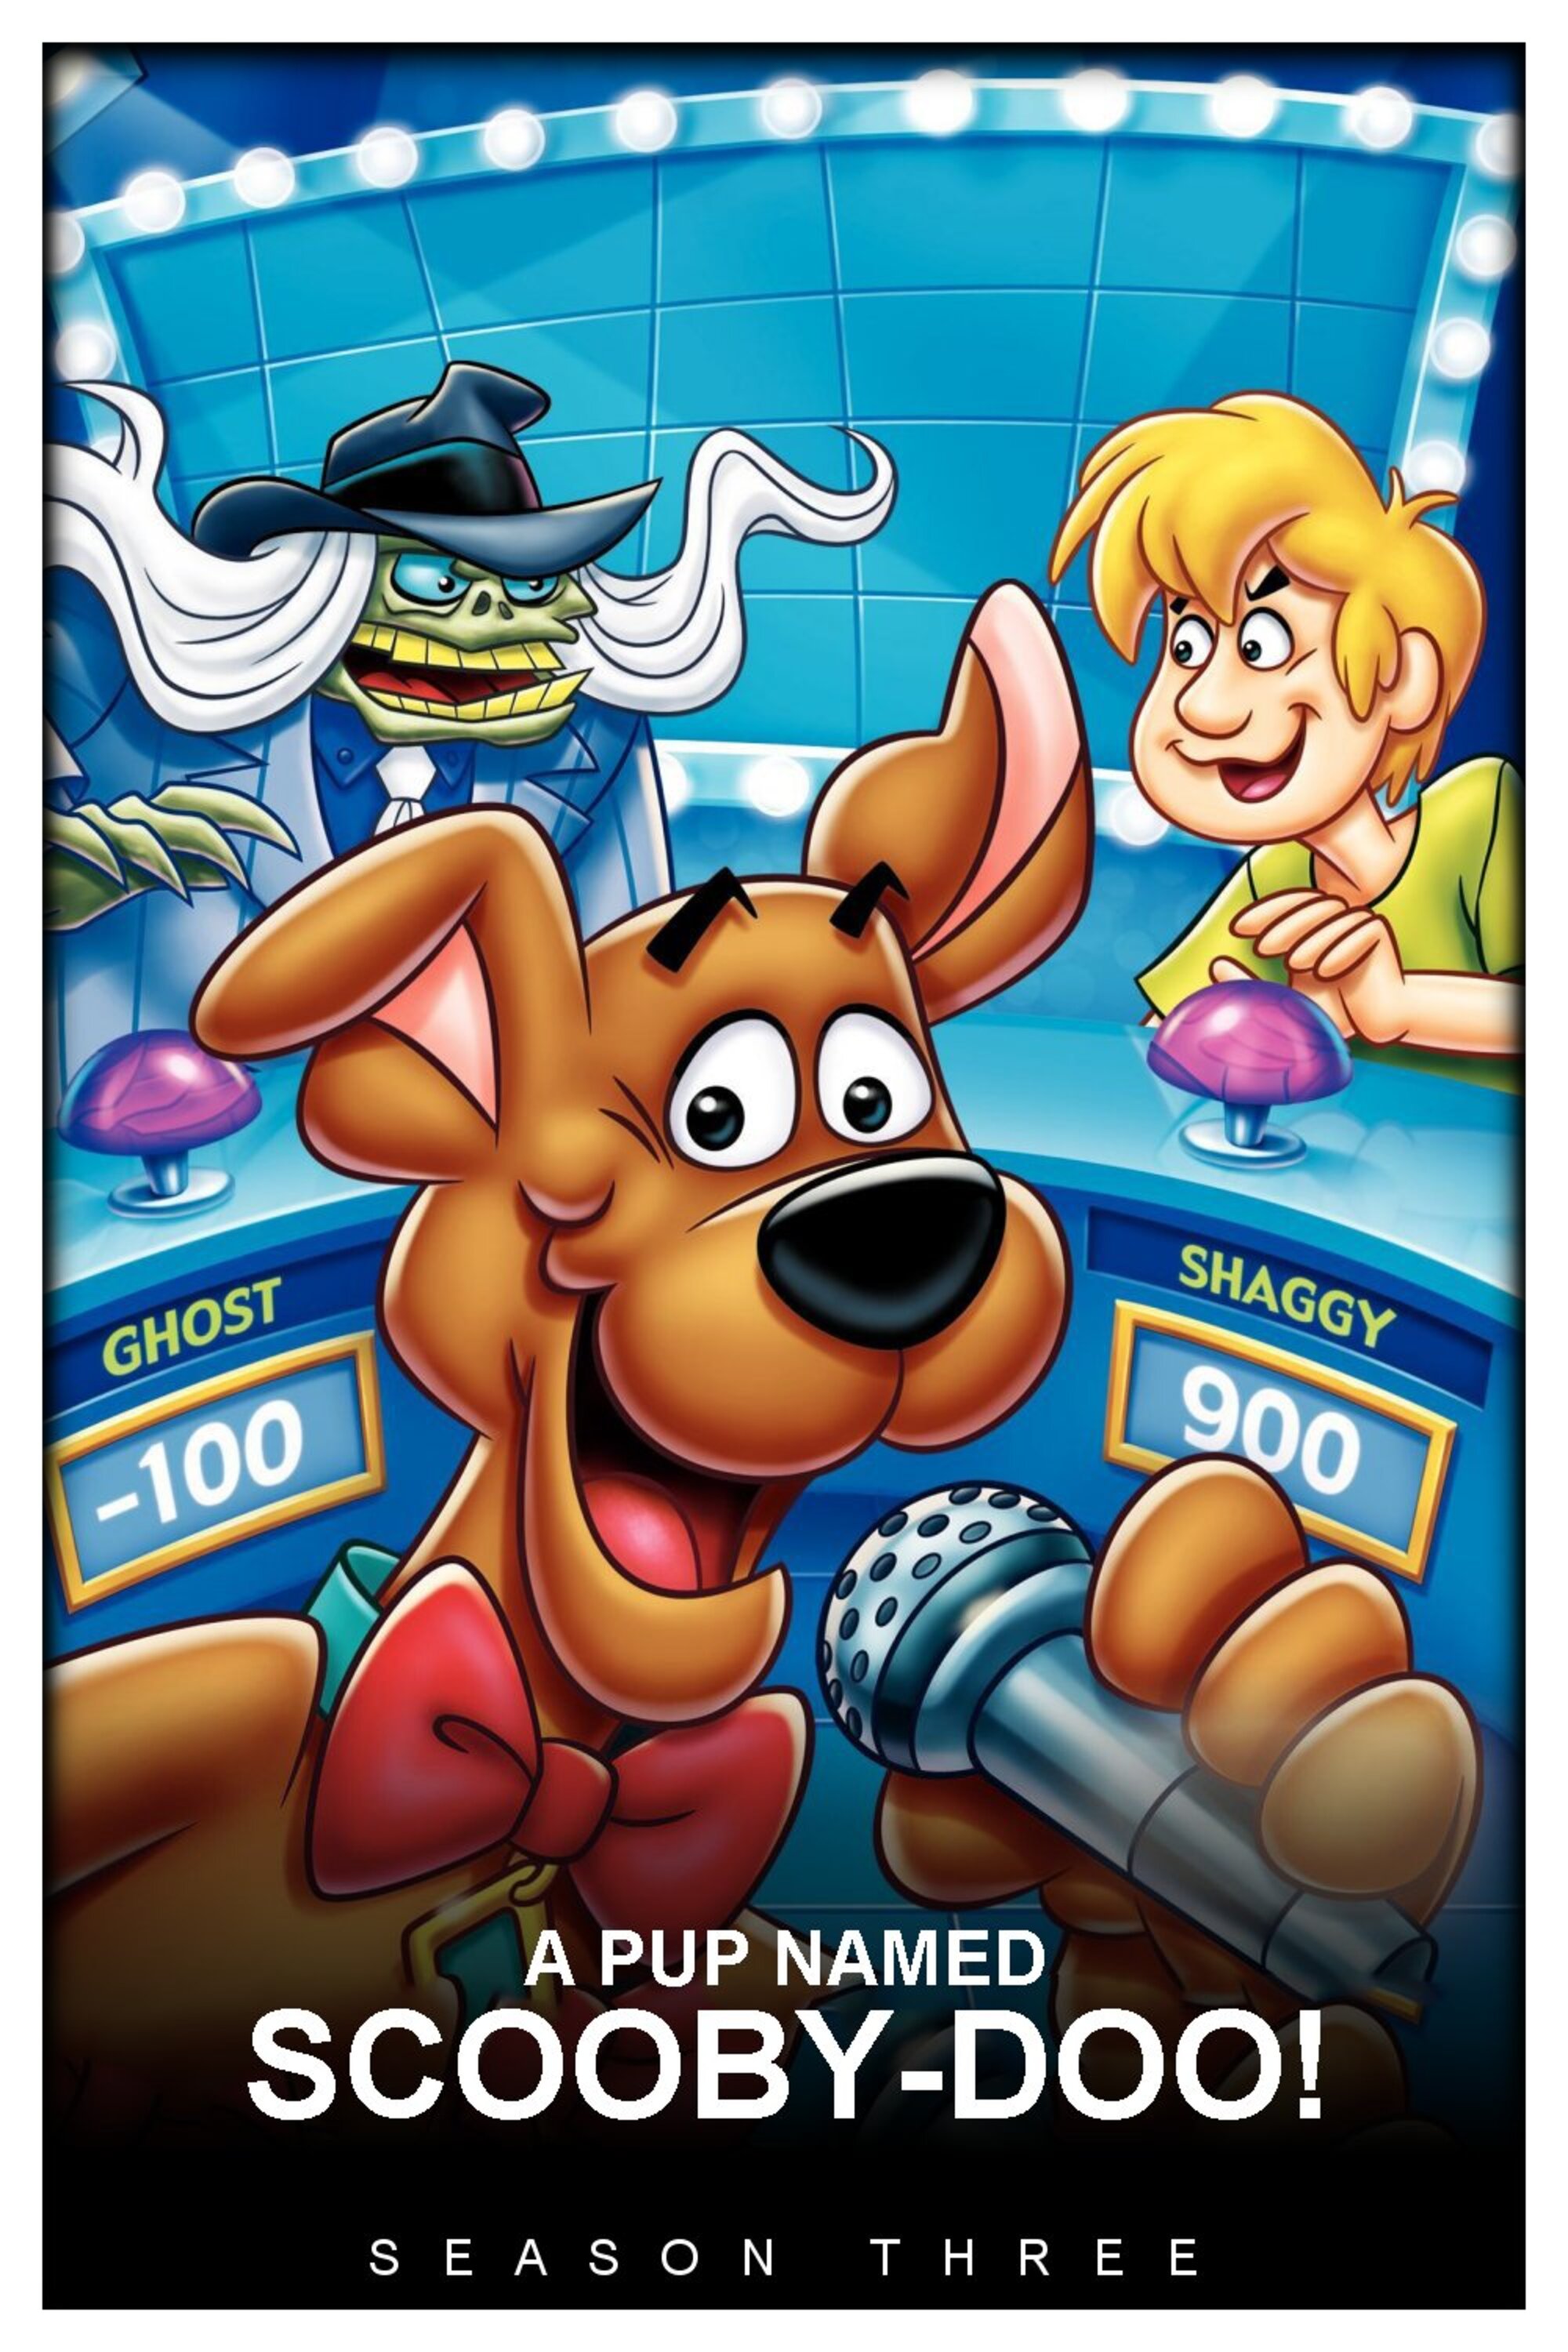 GHOST
-100
SHAGGY
900
A PUP NAMED
SCOOBY-DOO!
SEASON THREE